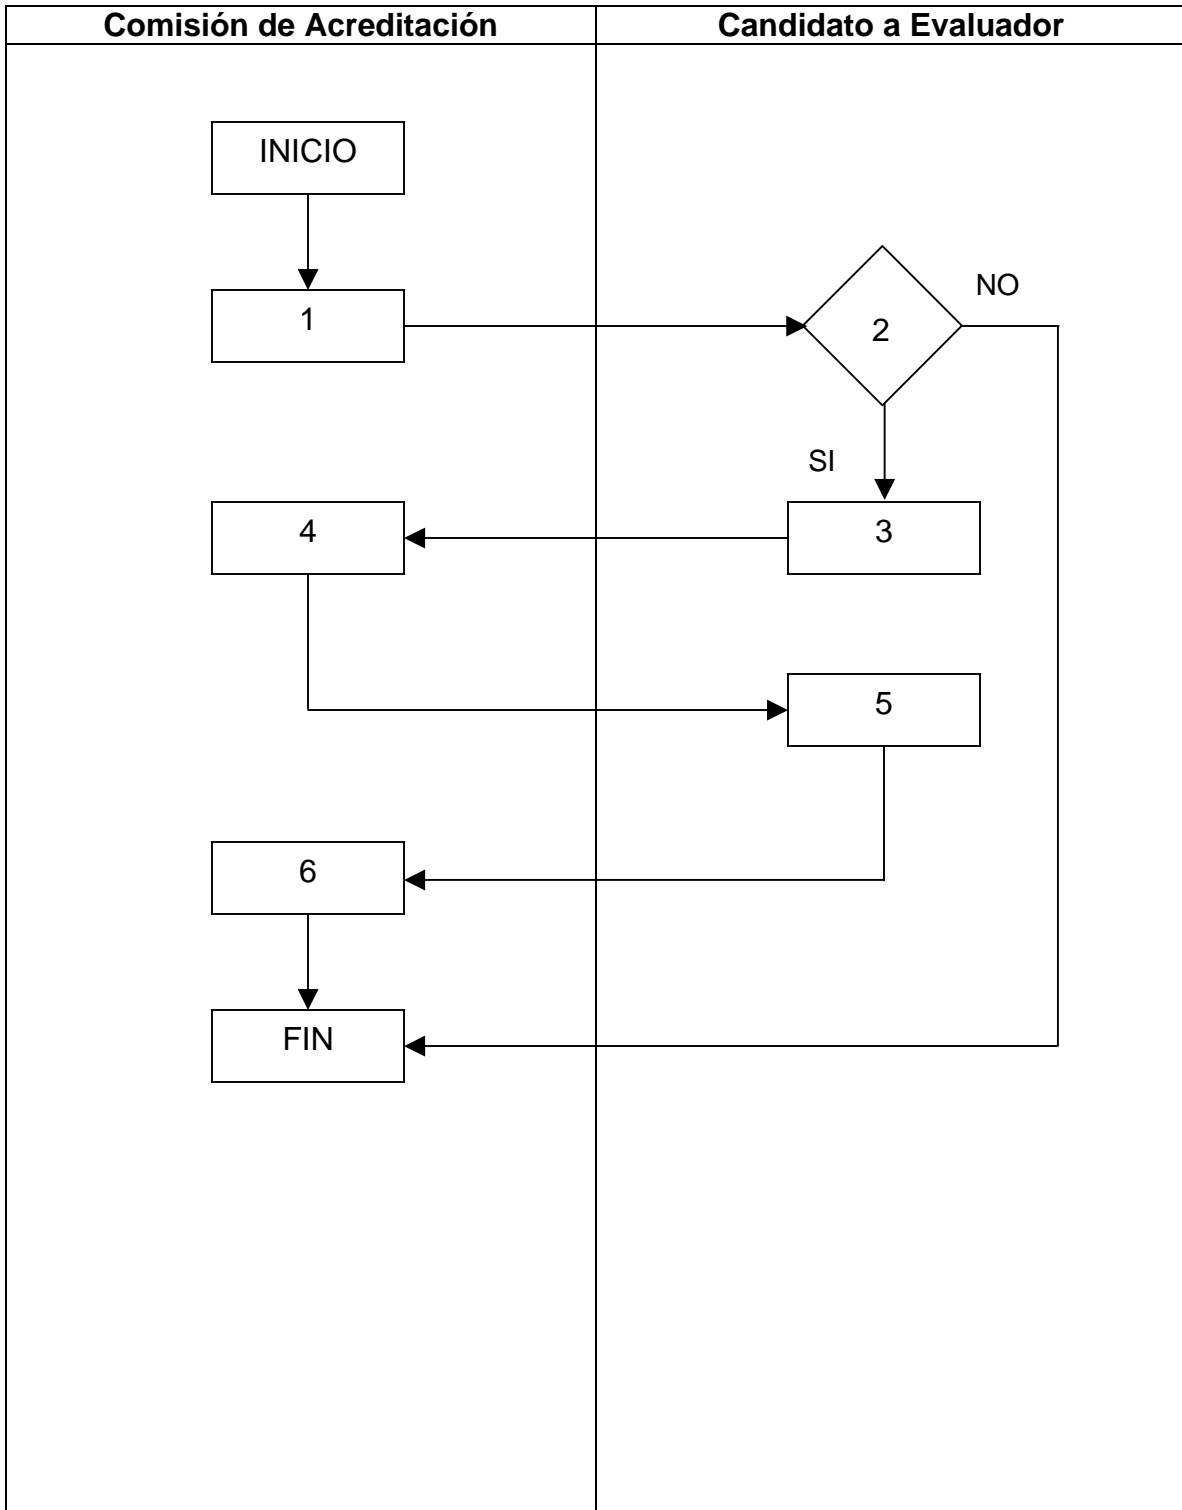 Comisión de Acreditación
Candidato a Evaluador
INICIO
1
2
NO
SI
4
3
5
6
FIN